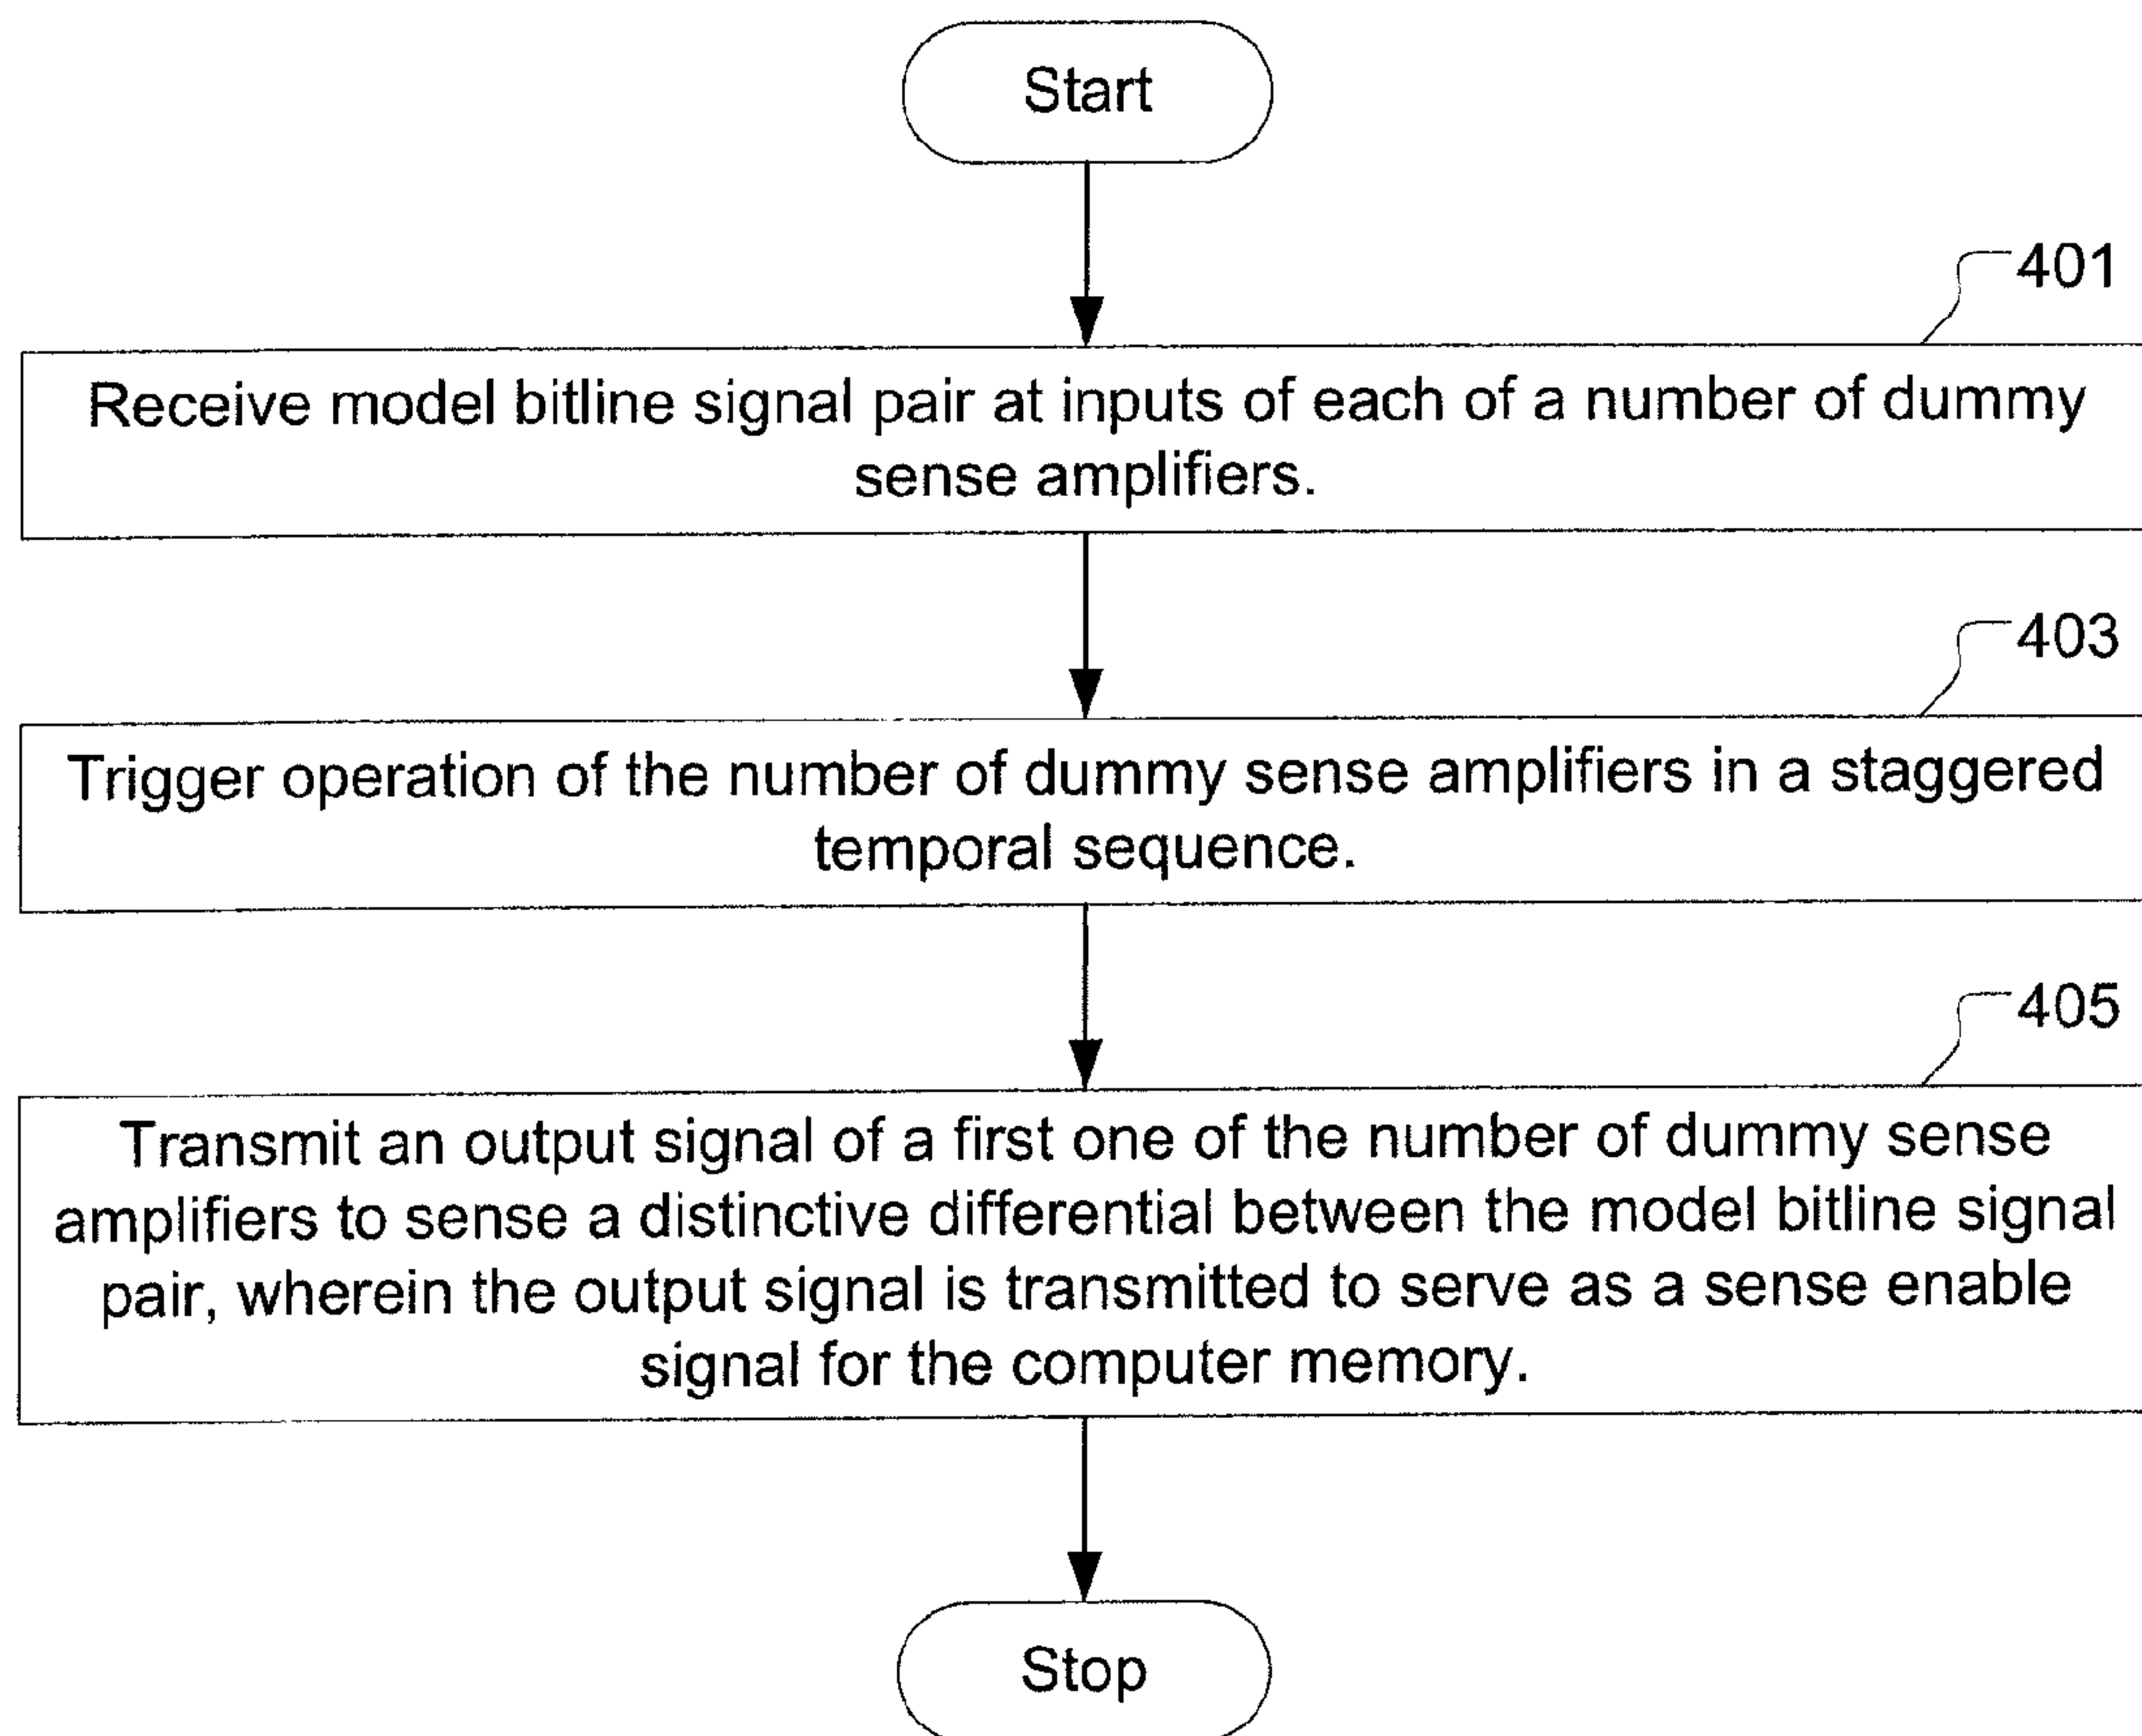 Start
401
Receive model bitline signal pair at inputs of each of a number of dummy
sense amplifiers.
403
Trigger operation of the number of dummy sense amplifiers in a staggered
temporal sequence.
405
Transmit an output signal of a first one of the number of dummy sense
amplifiers to sense a distinctive differential between the model bitline signal
pair, wherein the output signal is transmitted to serve as a sense enable
signal for the computer memory.
Stop